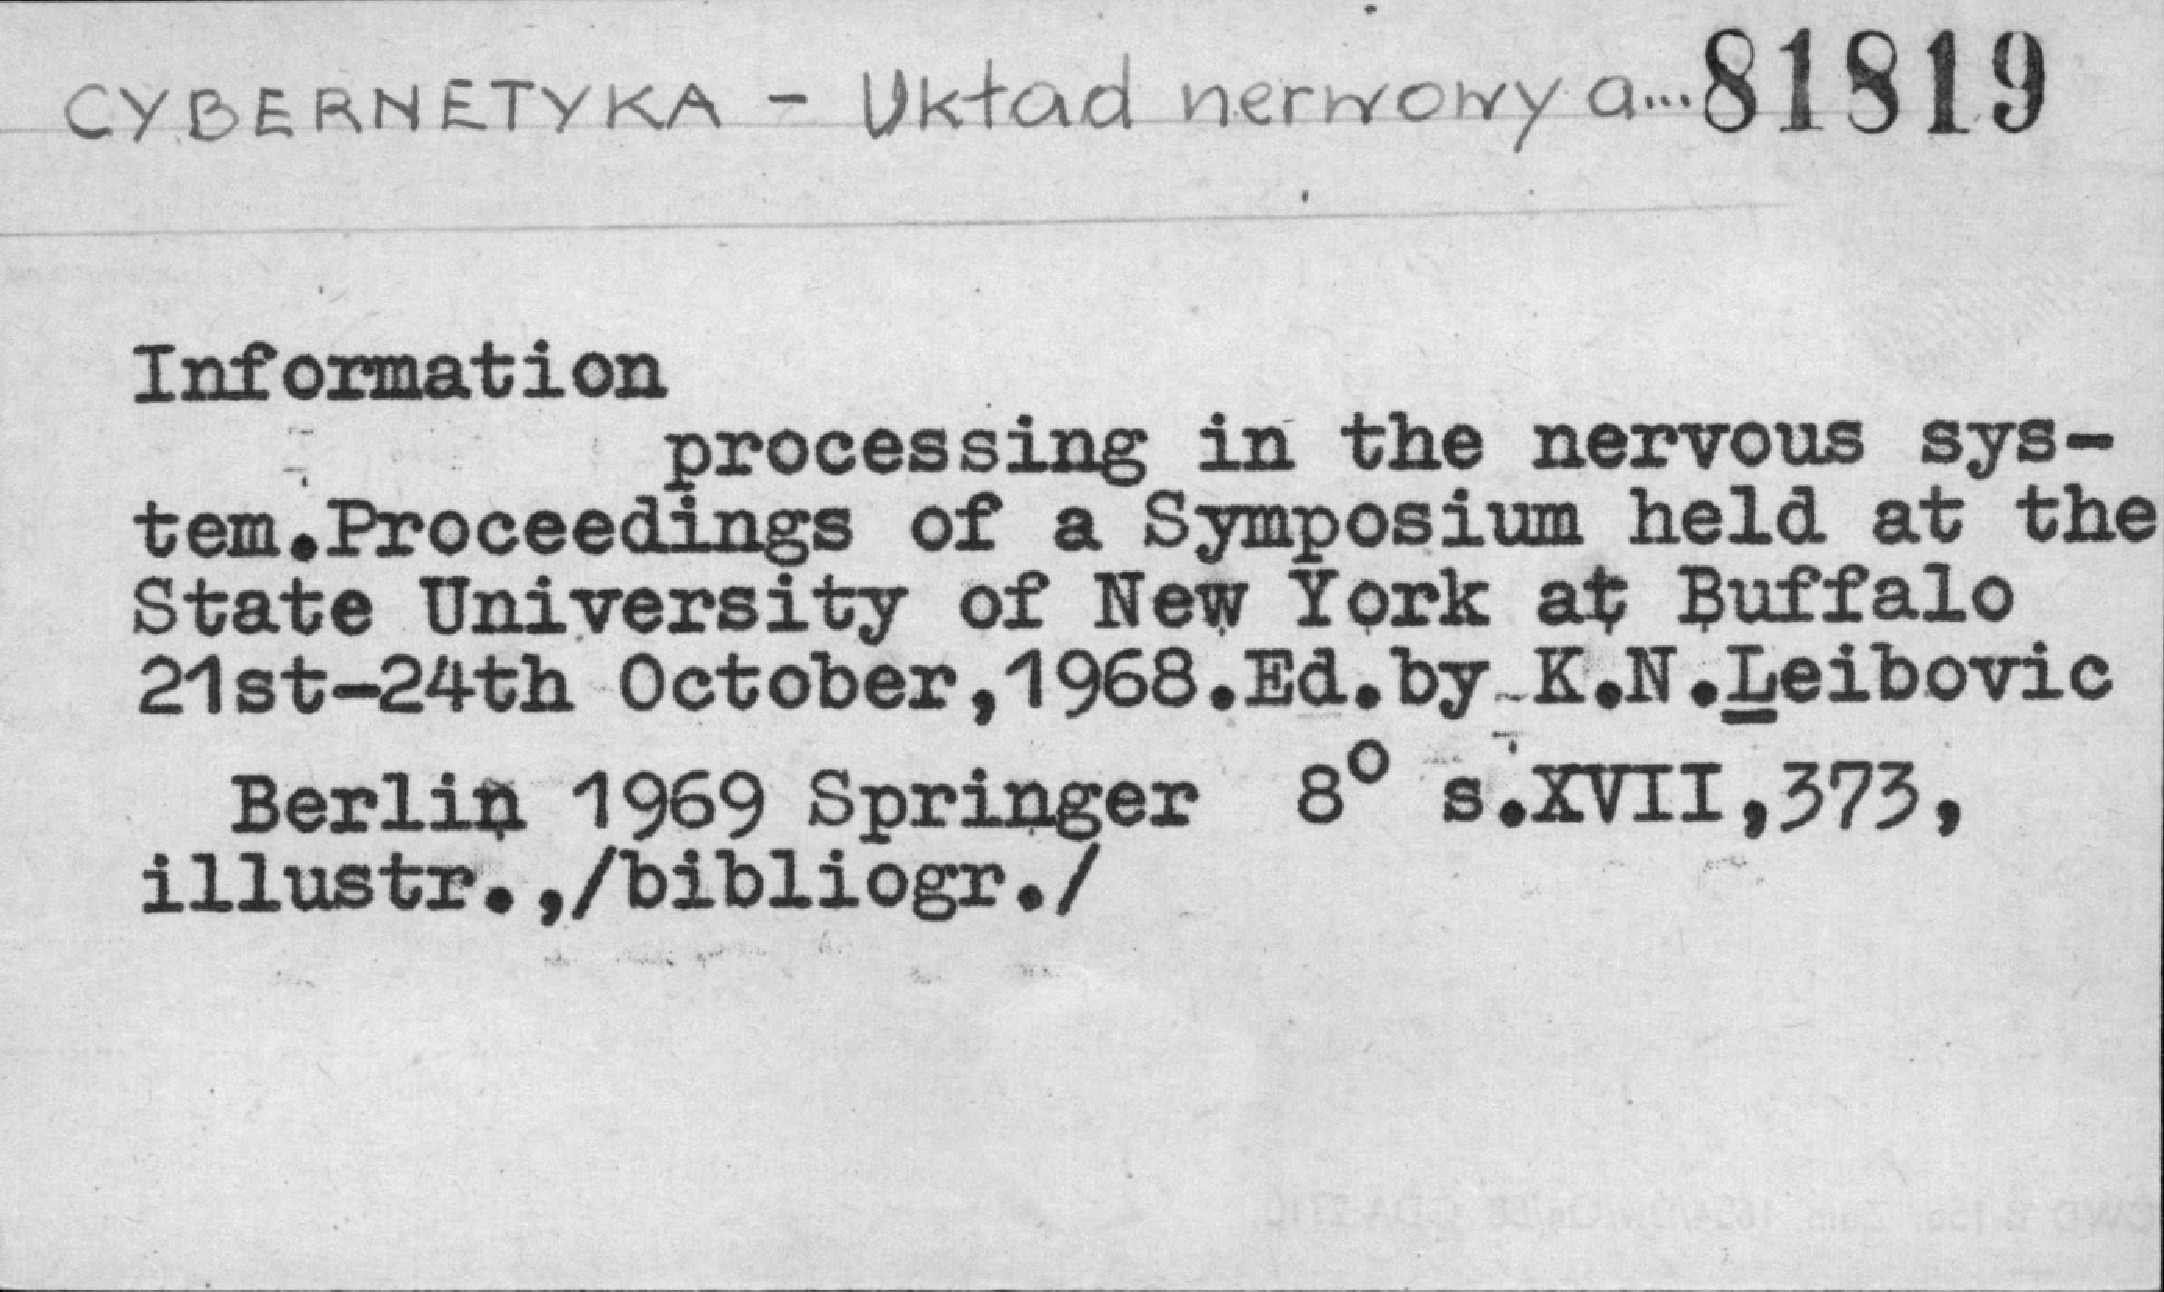 CYBERNETYKA - Układ nerwowy a... 81819
Information
processing in the nervous sys-
tem.Proceedings of a Symposium held at the
State University of New York at Buffalo
21st-24th October,1968.Ed.by K.N.Leibovic
Berlin 1969 Springer 8° s.XVII,373,
illustr.,/bibliogr./